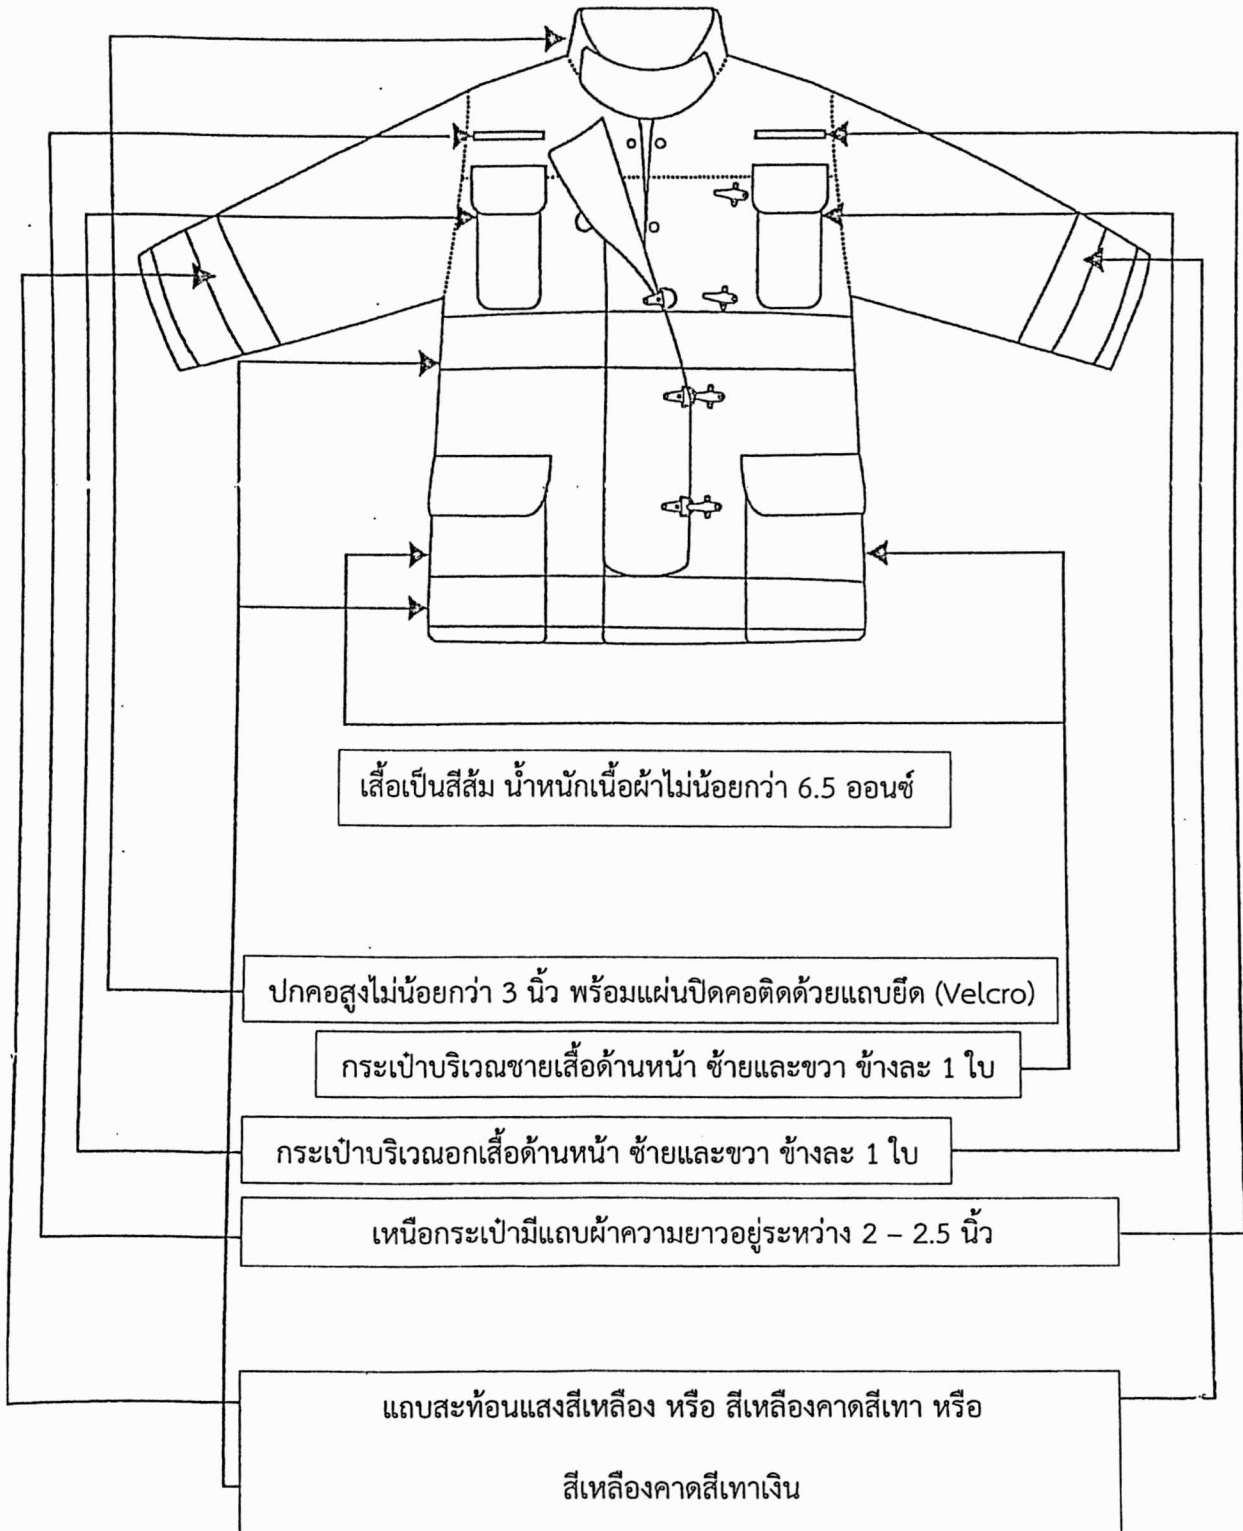 เสื้อเป็นสีส้ม น้ำหนักเนื้อผ้าไม่น้อยกว่า 6.5 ออนซ์
ปกคอสูงไม่น้อยกว่า 3 นิ้ว พร้อมแผ่นปิดคอติดด้วยแถบยึด (Velcro)
กระเป๋าบริเวณชายเสื้อด้านหน้า ซ้ายและขวา ข้างละ 1 ใบ
กระเป๋าบริเวณอกเสื้อด้านหน้า ซ้ายและขวา ข้างละ 1 ใบ
เหนือกระเป๋ามีแถบผ้าความยาวอยู่ระหว่าง 2 – 2.5 นิ้ว
แถบสะท้อนแสงสีเหลือง หรือ สีเหลืองคาดสีเทา หรือ
สีเหลืองคาดสีเทาเงิน